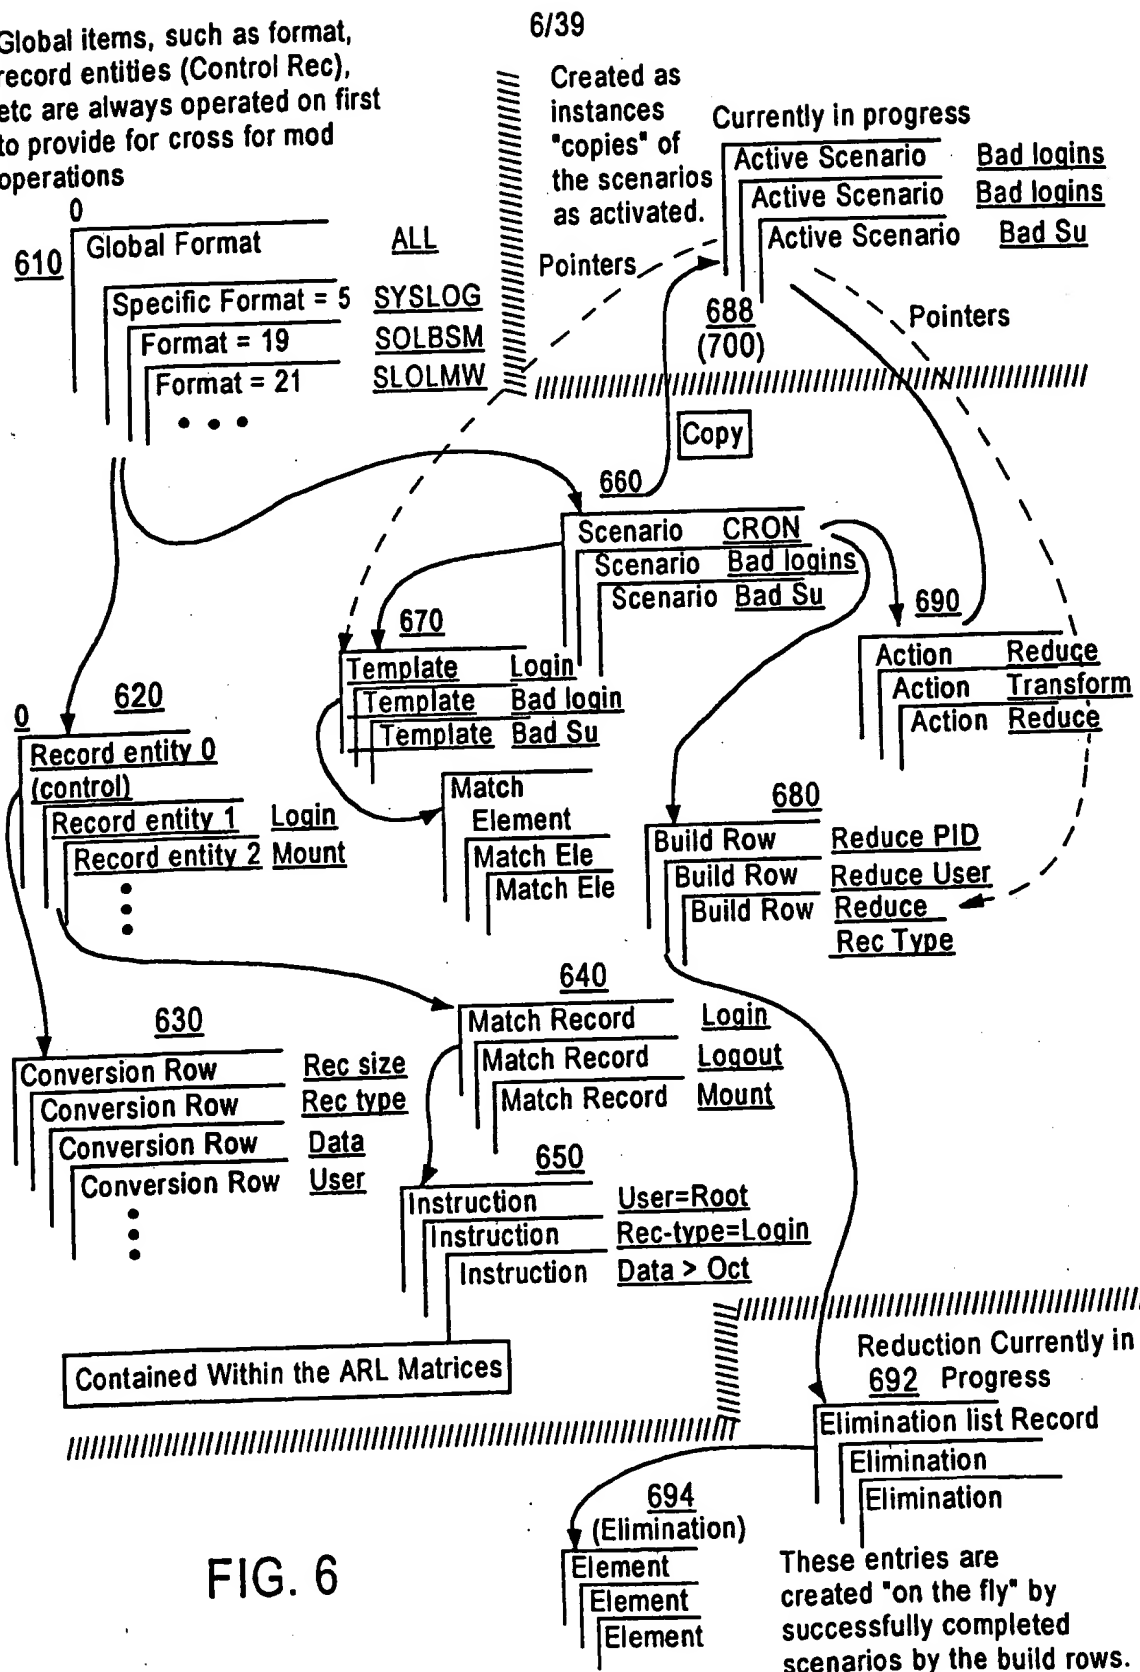 6/39
Global items, such as format,
record entities (Control Rec),
etc are always operated on first
to provide for cross for mod
operations
Created as
instances
"copies" of
the scenarios
as activated.
Currently in progress
Active Scenario Bad logins
Active Scenario Bad logins
Active Scenario Bad Su
Pointers
688
(700)
Pointers
0
610
Global Format ALL
Specific Format = 5 SYSLOG
Format = 19 SOLBSM
Format = 21 SLOLMW
Copy
660
Scenario CRON
Scenario Bad logins
Scenario Bad Su
690
Action Reduce
Action Transform
Action Reduce
670
Template Login
Template Bad login
Template Bad Su
Match
Element
Match Ele
Match Ele
0
620
Record entity 0
(control)
Record entity 1 Login
Record entity 2 Mount
680
Build Row Reduce PID
Build Row Reduce User
Build Row Reduce
Rec Type
630
Conversion Row Rec size
Conversion Row Rec type
Conversion Row Data
Conversion Row User
640
Match Record Login
Match Record Logout
Match Record Mount
650
Instruction User=Root
Instruction Rec-type=Login
Instruction Data > Oct
Contained Within the ARL Matrices
Reduction Currently in
692 Progress
Elimination list Record
Elimination
Elimination
694
(Elimination)
Element
Element
Element
These entries are
created "on the fly" by
successfully completed
scenarios by the build rows.
FIG. 6